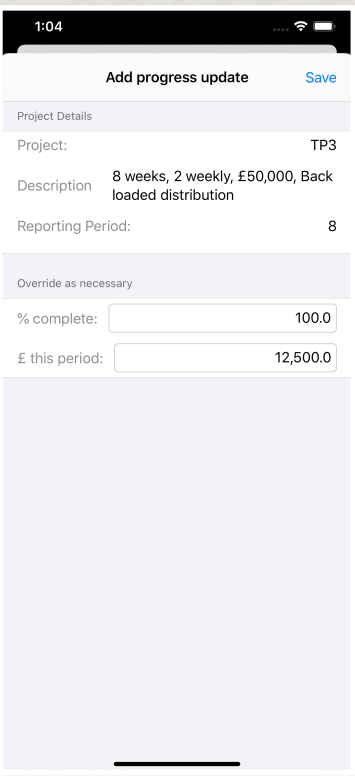 1:04
Add progress update Save
Project Details
Project: TP3
Description 8 weeks, 2 weekly, £50,000, Back
loaded distribution
Reporting Period: 8
Override as necessary
% complete: 100.0
£ this period: 12,500.0